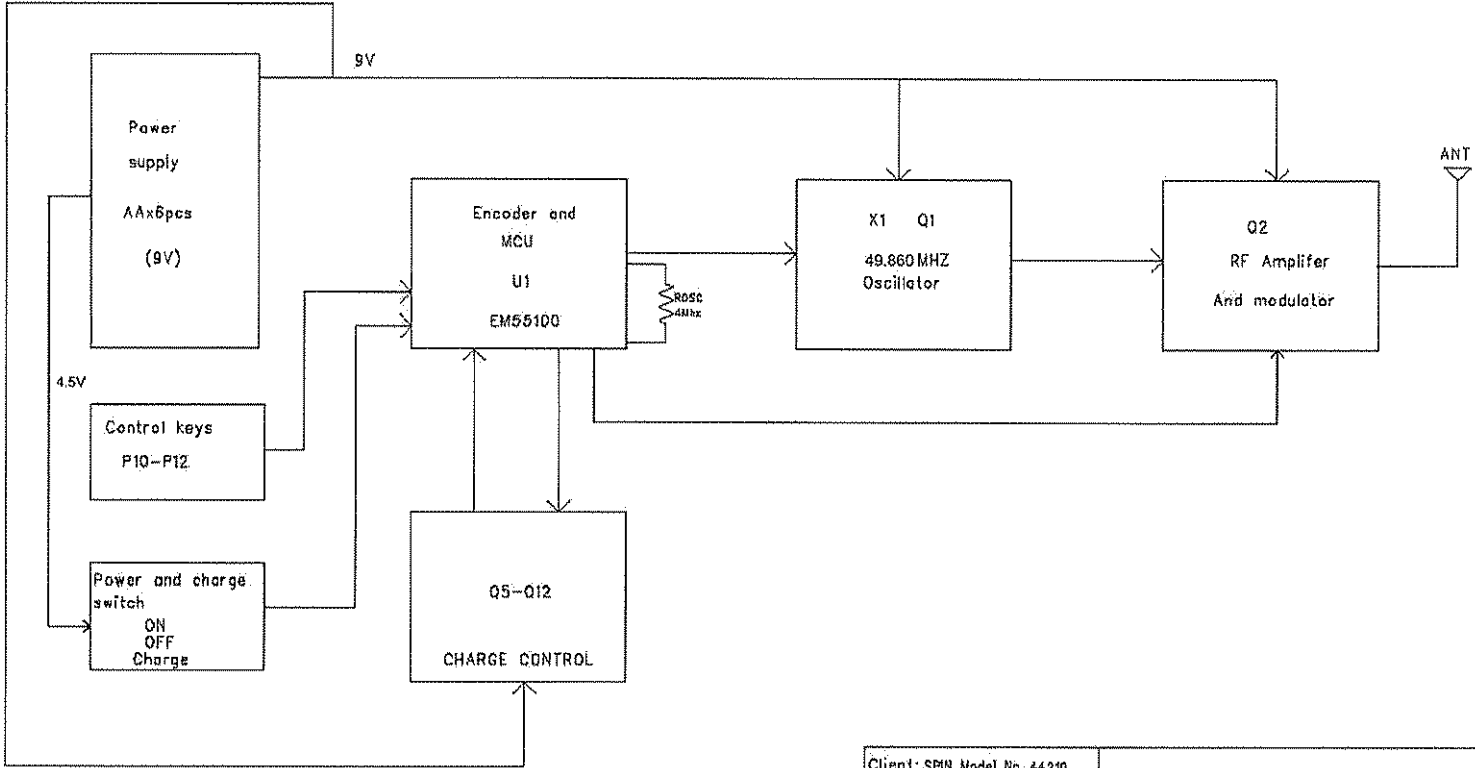 9V
Power
supply
AAx6pcs
(9V)
ANT
Encoder and
MCU
U1
EM55100
ROSC
4Mhx
X1 Q1
49.860 MHZ
Oscillator
Q2
RF Amplifer
And modulator
4.5V
Control keys
P10-P12
Power and charge
switch
ON
OFF
Charge
Q5-Q12
CHARGE CONTROL
Client: SPIN Model No.:44210